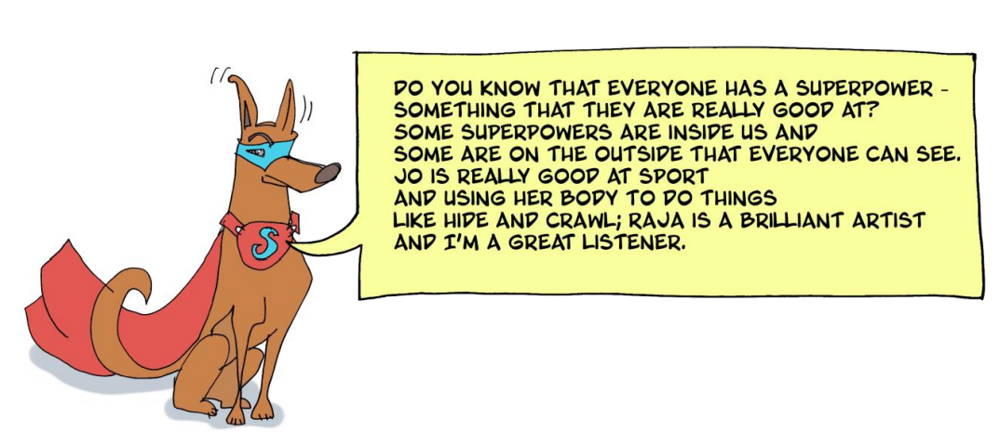 DO YOU KNOW THAT EVERYONE HAS A SUPERPOWER -
SOMETHING THAT THEY ARE REALLY GOOD AT?
SOME SUPERPOWERS ARE INSIDE US AND
SOME ARE ON THE OUTSIDE THAT EVERYONE CAN SEE.
JO IS REALLY GOOD AT SPORT
AND USING HER BODY TO DO THINGS
LIKE HIDE AND CRAWL; RAJA IS A BRILLIANT ARTIST
AND I'M A GREAT LISTENER.
S